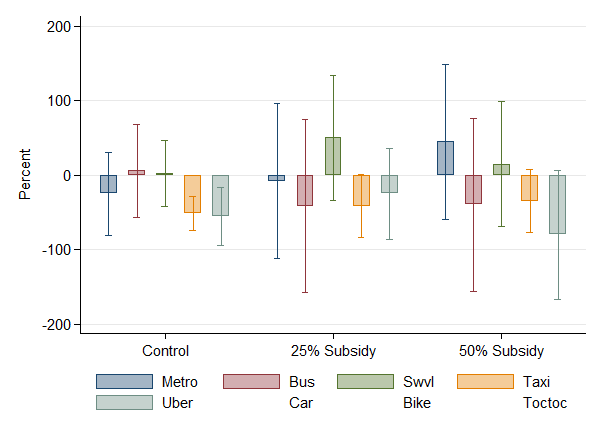 200
100
0
-100
-200
Percent
Control 25% Subsidy 50% Subsidy
Metro Bus Swvl Taxi
Uber Car Bike Toctoc